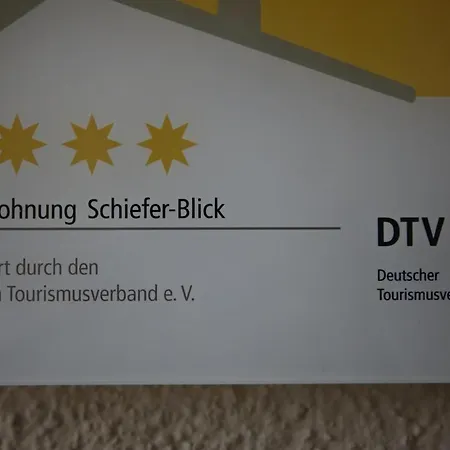 ohnung Schiefer-Blick
rt durch den
Tourismusverband e. V.
DTV
Deutscher
Tourismusve